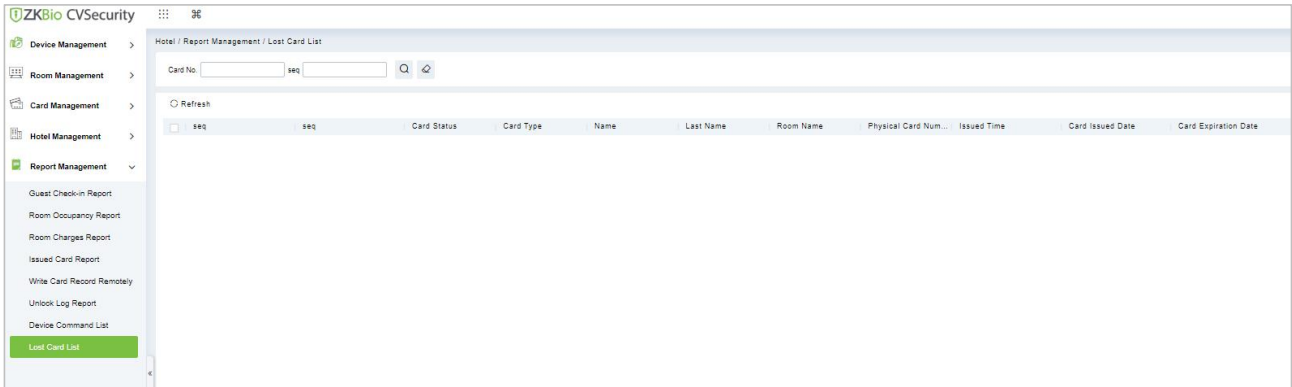 ZKBio CVSecurity
Device Management
Room Management
Card Management
Hotel Management
Report Management
Guest Check-in Report
Room Occupancy Report
Room Charges Report
Issued Card Report
Write Card Record Remotely
Unlock Log Report
Device Command List
Lost Card List
Hotel / Report Management / Lost Card List
Card No. seq
Refresh
seq seq Card Status Card Type Name Last Name Room Name Physical Card Num... Issued Time Card Issued Date Card Expiration Date